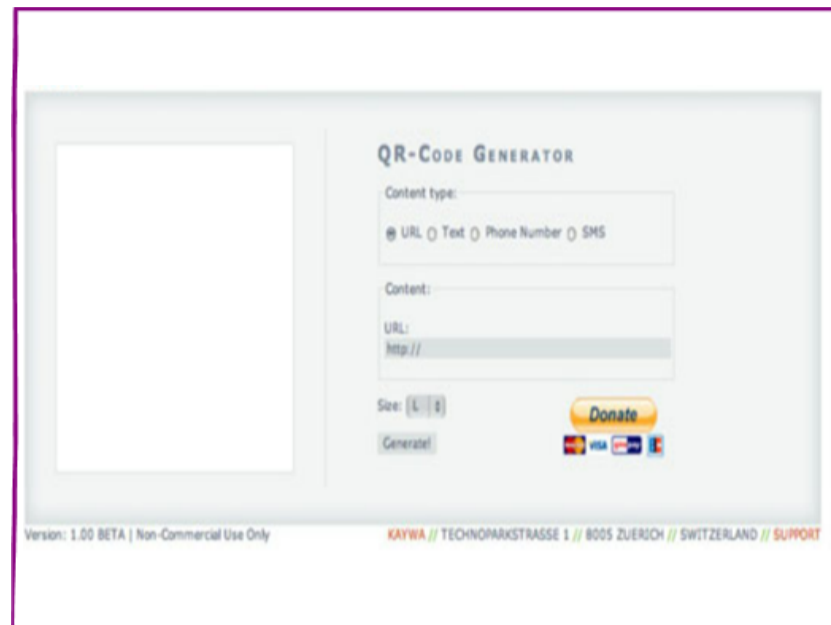 QR-CODE GENERATOR
Content type:
URL Text Phone Number SMS
Content:
URL:
http://
Size: L
Donate
Generate!
VISA
Version: 1.00 BETA | Non-Commercial Use Only
KAYWA // TECHNOPARKSTRASSE 1 // 8005 ZUERICH // SWITZERLAND // SUPPORT